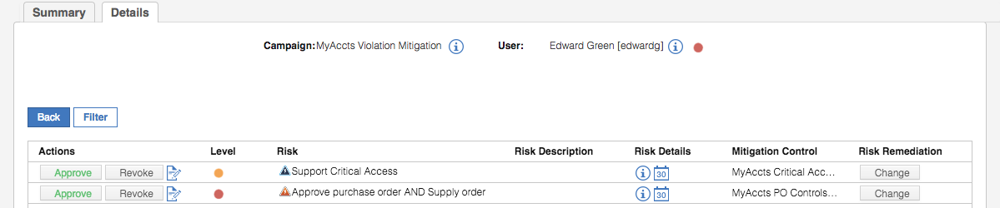 Summary Details
Campaign: MyAccts Violation Mitigation User: Edward Green [edwardg]
Back Filter
Actions Level Risk Risk Description Risk Details Mitigation Control Risk Remediation
Approve Revoke Support Critical Access 30 MyAccts Critical Acc... Change
Approve Revoke Approve purchase order AND Supply order 30 MyAccts PO Controls... Change